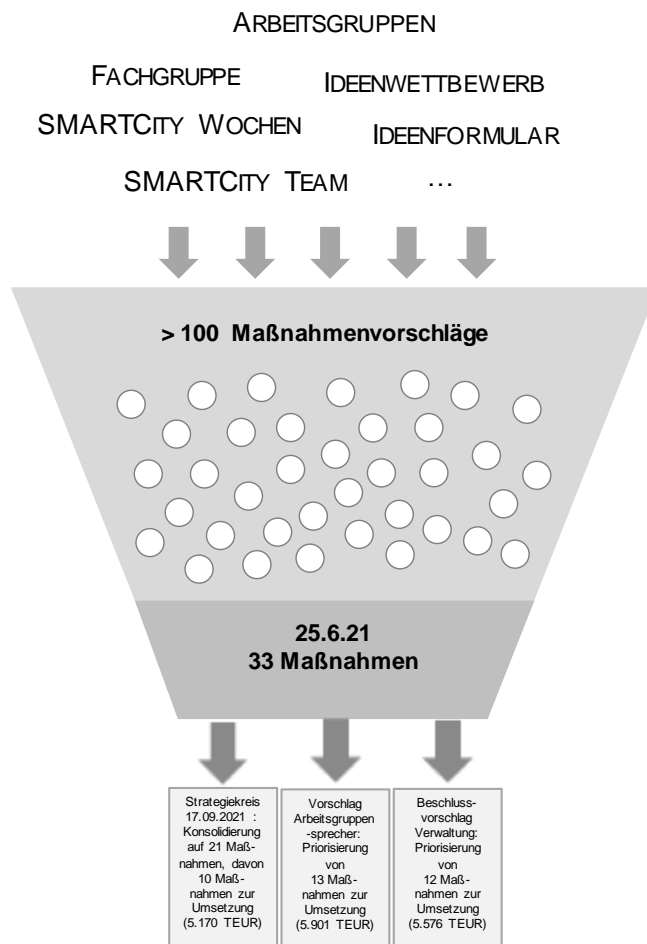 ARBEITSGRUPPEN
FACHGRUPPE
IDEENWETTBEWERB
SMARTCITY WOCHEN
IDEENFORMULAR
SMARTCITY TEAM
…
> 100 Maßnahmenvorschläge
25.6.21
33 Maßnahmen
Strategiekreis
17.09.2021 :
Konsolidierung
auf 21 Maß-
nahmen, davon
10 Maß-
nahmen zur
Umsetzung
(5.170 TEUR)
Vorschlag
Arbeitsgruppen
-sprecher:
Priorisierung
von
13 Maß-
nahmen zur
Umsetzung
(5.901 TEUR)
Beschluss-
vorschlag
Verwaltung:
Priorisierung
von
12 Maß-
nahmen zur
Umsetzung
(5.576 TEUR)